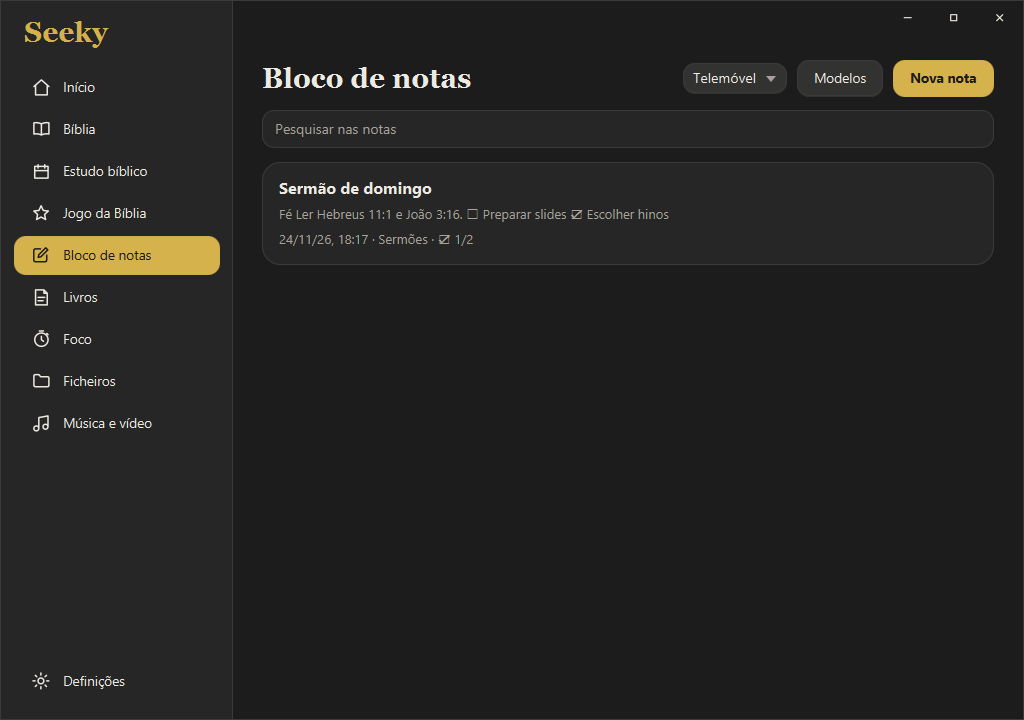 Seeky
Início
Bíblia
Estudo bíblico
Jogo da Bíblia
Bloco de notas
Livros
Foco
Ficheiros
Música e vídeo
Definições
Bloco de notas
Telemóvel
Modelos
Nova nota
Pesquisar nas notas
Sermão de domingo
Fé Ler Hebreus 11:1 e João 3:16. ☐ Preparar slides ☑ Escolher hinos
24/11/26, 18:17 · Sermões · ☑ 1/2